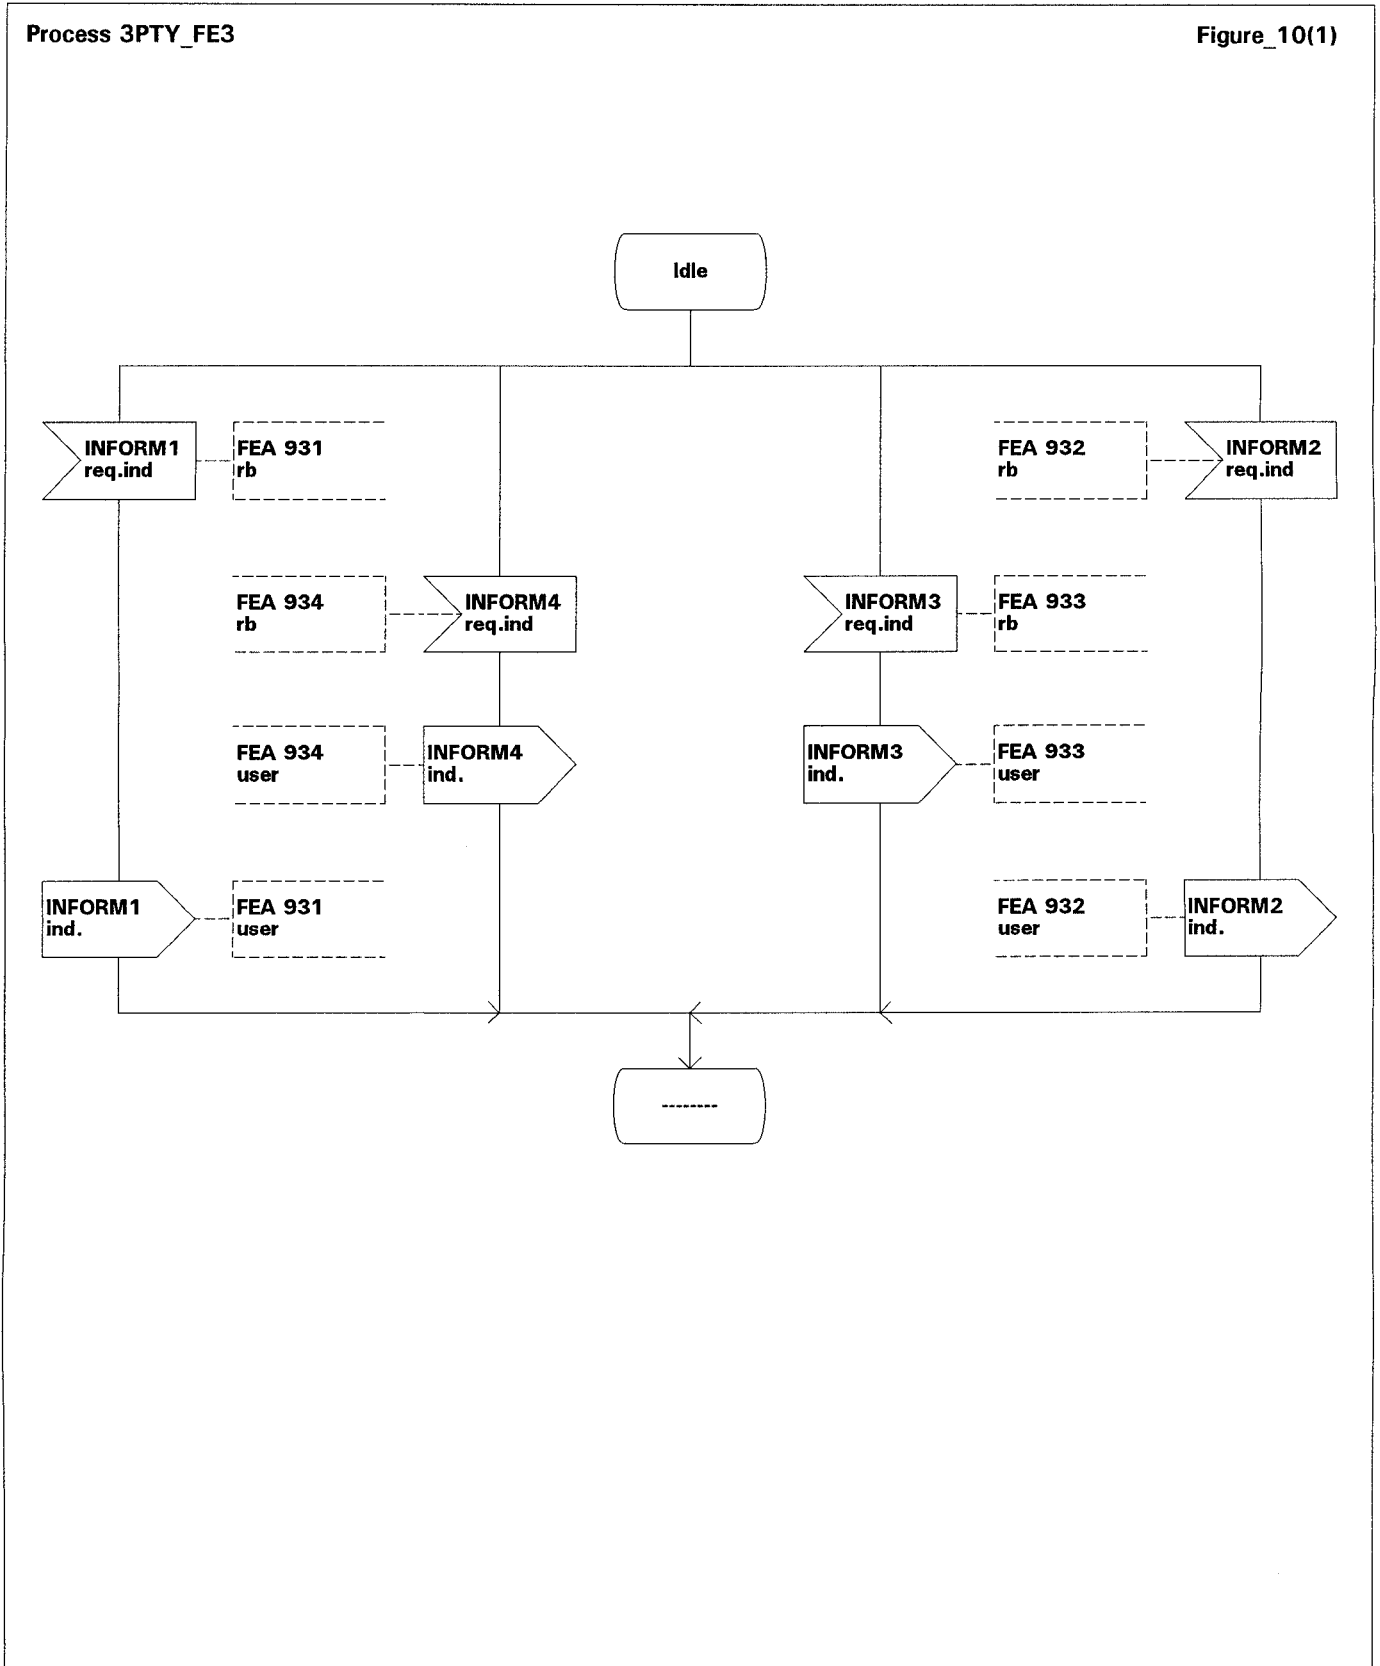 Process 3PTY_FE3
Figure_10(1)
Idle
INFORM1
req.ind
FEA 931
rb
FEA 932
rb
INFORM2
req.ind
FEA 934
rb
INFORM4
req.ind
INFORM3
req.ind
FEA 933
rb
FEA 934
user
INFORM4
ind.
INFORM3
ind.
FEA 933
user
INFORM1
ind.
FEA 931
user
FEA 932
user
INFORM2
ind.
--------